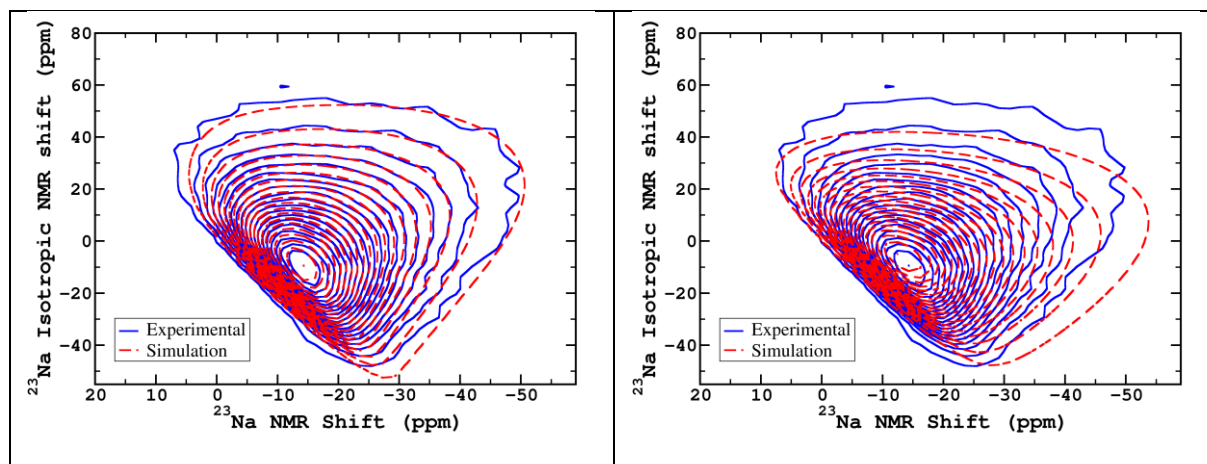 80
60
40
20
0
-20
-40
20 10 0 -10 -20 -30 -40 -50
²³Na Isotropic NMR shift (ppm)
²³Na NMR Shift (ppm)
Experimental
Simulation
80
60
40
20
0
-20
-40
20 10 0 -10 -20 -30 -40 -50
²³Na Isotropic NMR shift (ppm)
²³Na NMR Shift (ppm)
Experimental
Simulation